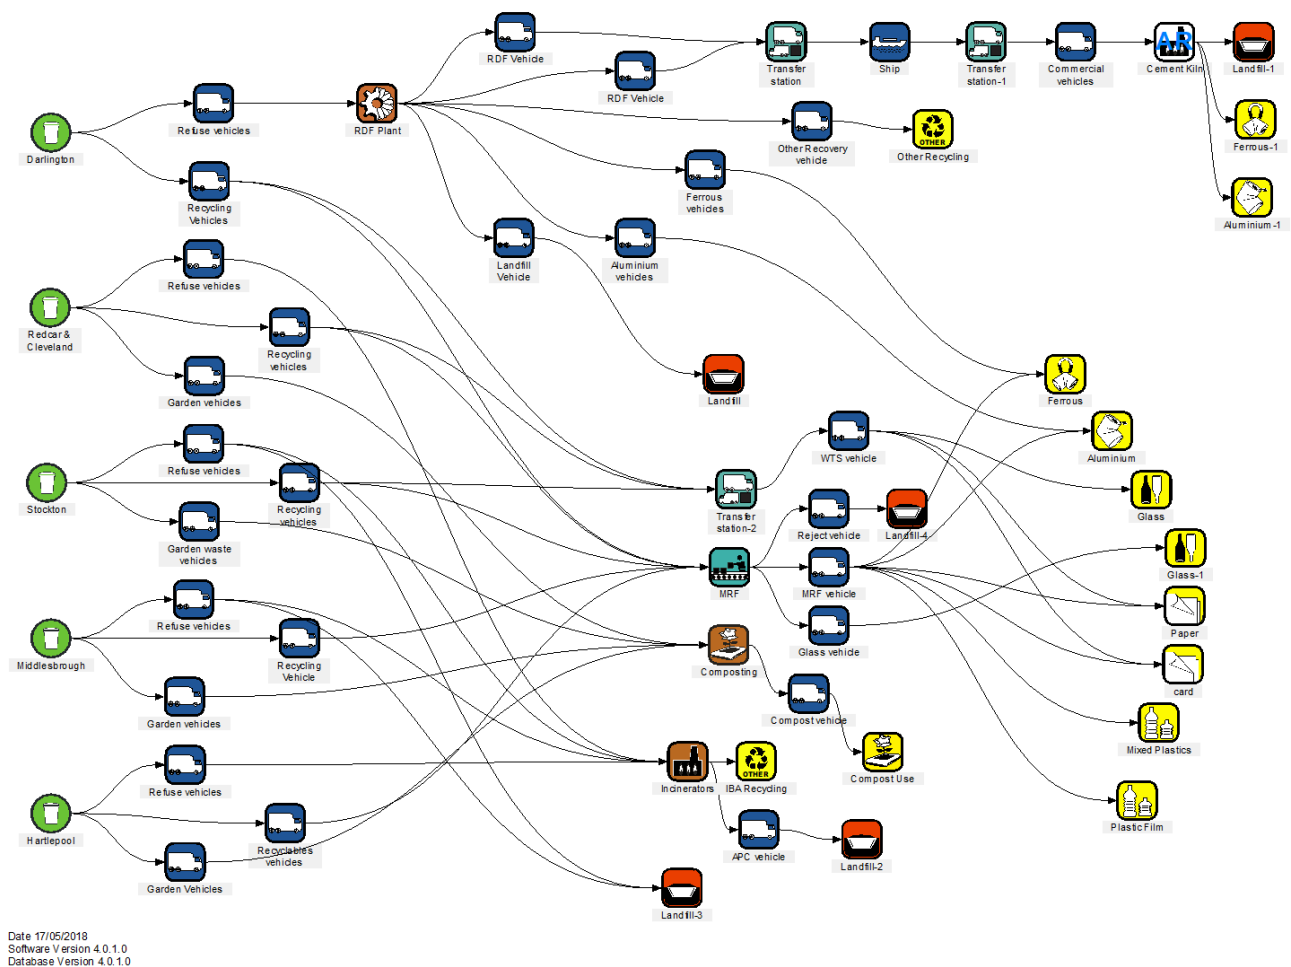 RDF Vehicle
Transfer
station
Ship
Transfer
station-1
Commercial
vehicles
AR
Cement Kiln
Landfill-1
RDF Vehicle
Refuse vehicles
RDF Plant
Other Recovery
vehicle
OTHER
Other Recycling
Ferrous-1
Darlington
Recycling
Vehicles
Ferrous
vehicles
Aluminium-1
Landfill
Vehicle
Aluminium
vehicles
Refuse vehicles
Redcar &
Cleveland
Recycling
vehicles
Garden vehicles
Landfill
Ferrous
Refuse vehicles
WTS vehicle
Aluminium
Stockton
Recycling
vehicles
Transfer
station-2
Glass
Garden waste
vehicles
Reject vehicle
Landfill-4
MRF
MRF vehicle
Glass-1
Refuse vehicles
Glass vehicle
Paper
Middlesbrough
Recycling
Vehicle
Composting
card
Garden vehicles
Compost vehicle
Mixed Plastics
Refuse vehicles
Incinerators
OTHER
IBA Recycling
Compost Use
Hartlepool
Recyclables
vehicles
APC vehicle
Landfill-2
Plastic Film
Garden Vehicles
Landfill-3
Date 17/05/2018
Software Version 4.0.1.0
Database Version 4.0.1.0